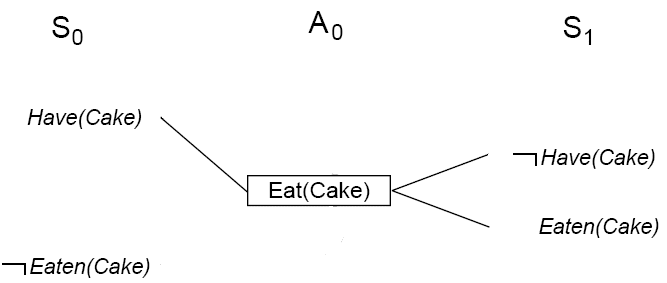 S₀ A₀ S₁
Have(Cake)
¬Have(Cake)
Eat(Cake)
Eaten(Cake)
¬Eaten(Cake)